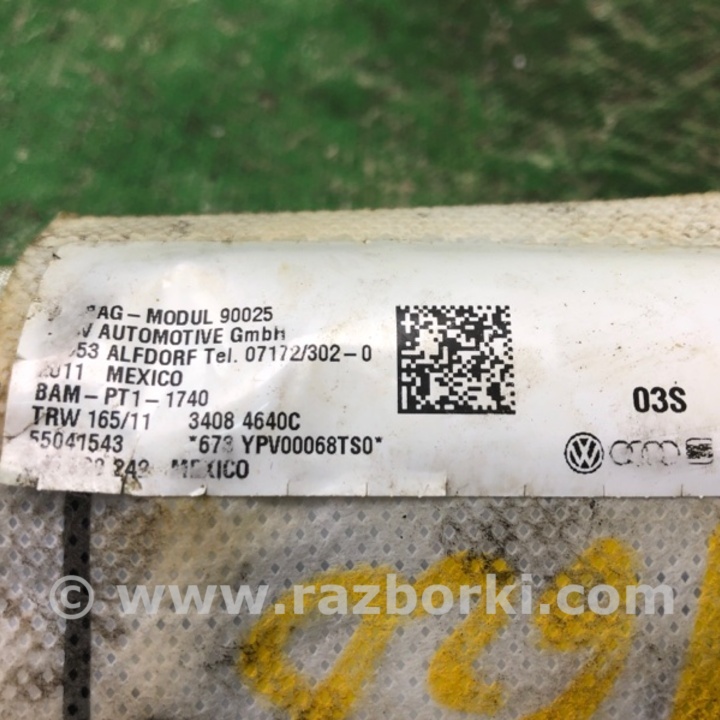 AG-MODUL 90025
AUTOMOTIVE GmbH
53 ALFDORF Tel. 07172/302-0
2011 MEXICO
BAM-PT1-1740
TRW 165/11 3408 4640C
55041543 *673 YPV00068TS0*
242 MEXICO
03S
© www.razborki.com